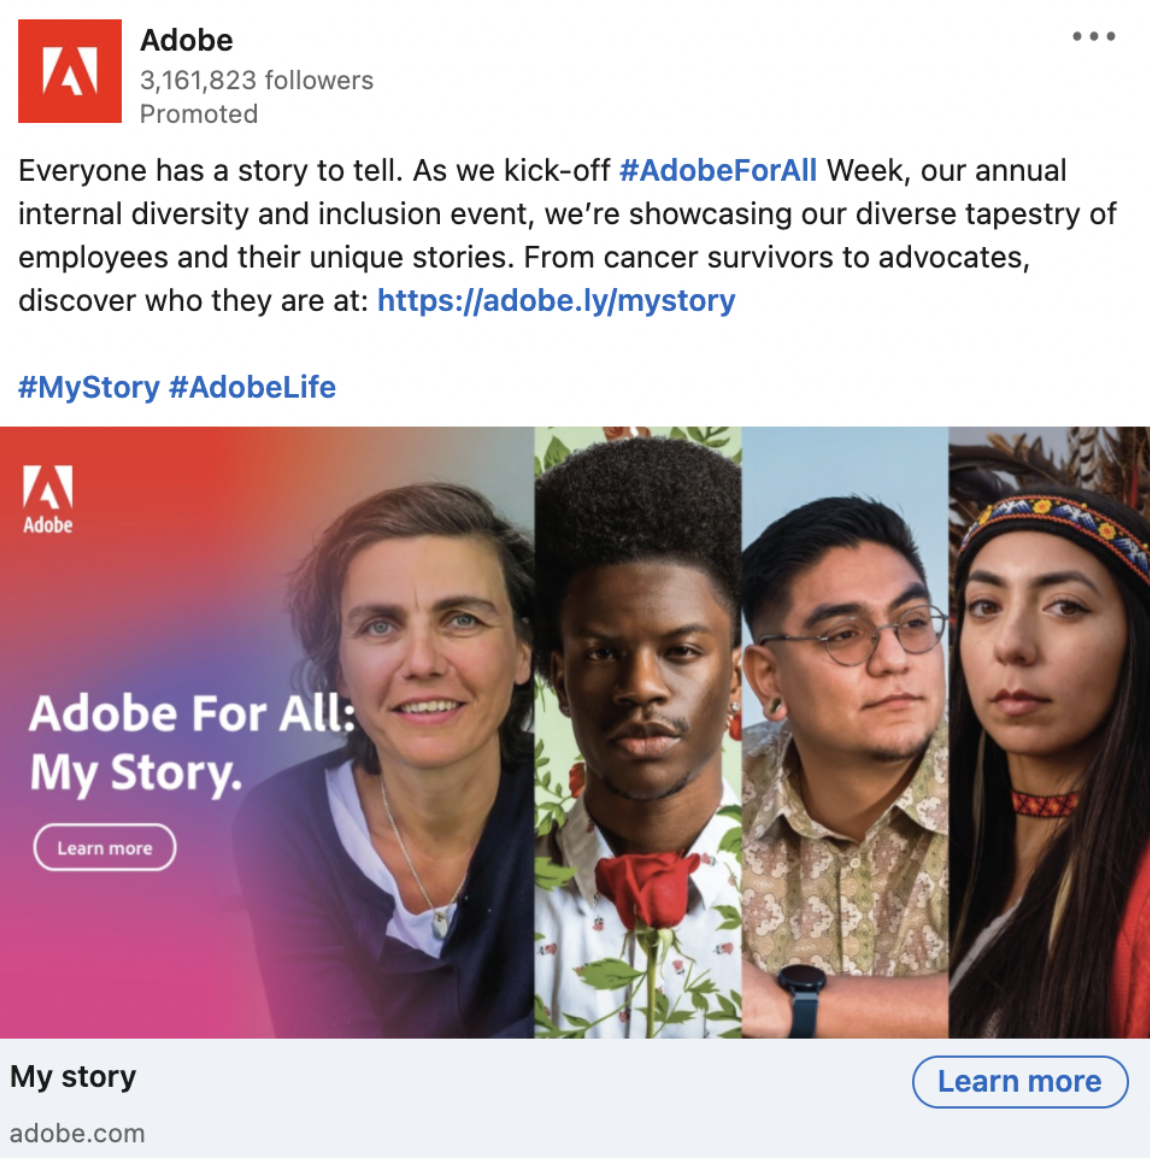 Adobe
3,161,823 followers
Promoted
Everyone has a story to tell. As we kick-off #AdobeForAll Week, our annual
internal diversity and inclusion event, we’re showcasing our diverse tapestry of
employees and their unique stories. From cancer survivors to advocates,
discover who they are at: https://adobe.ly/mystory
#MyStory #AdobeLife
Adobe
Adobe For All:
My Story.
Learn more
My story
Learn more
adobe.com